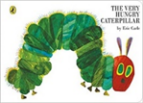 THE VERY
HUNGRY
CATERPILLAR
by Eric Carle